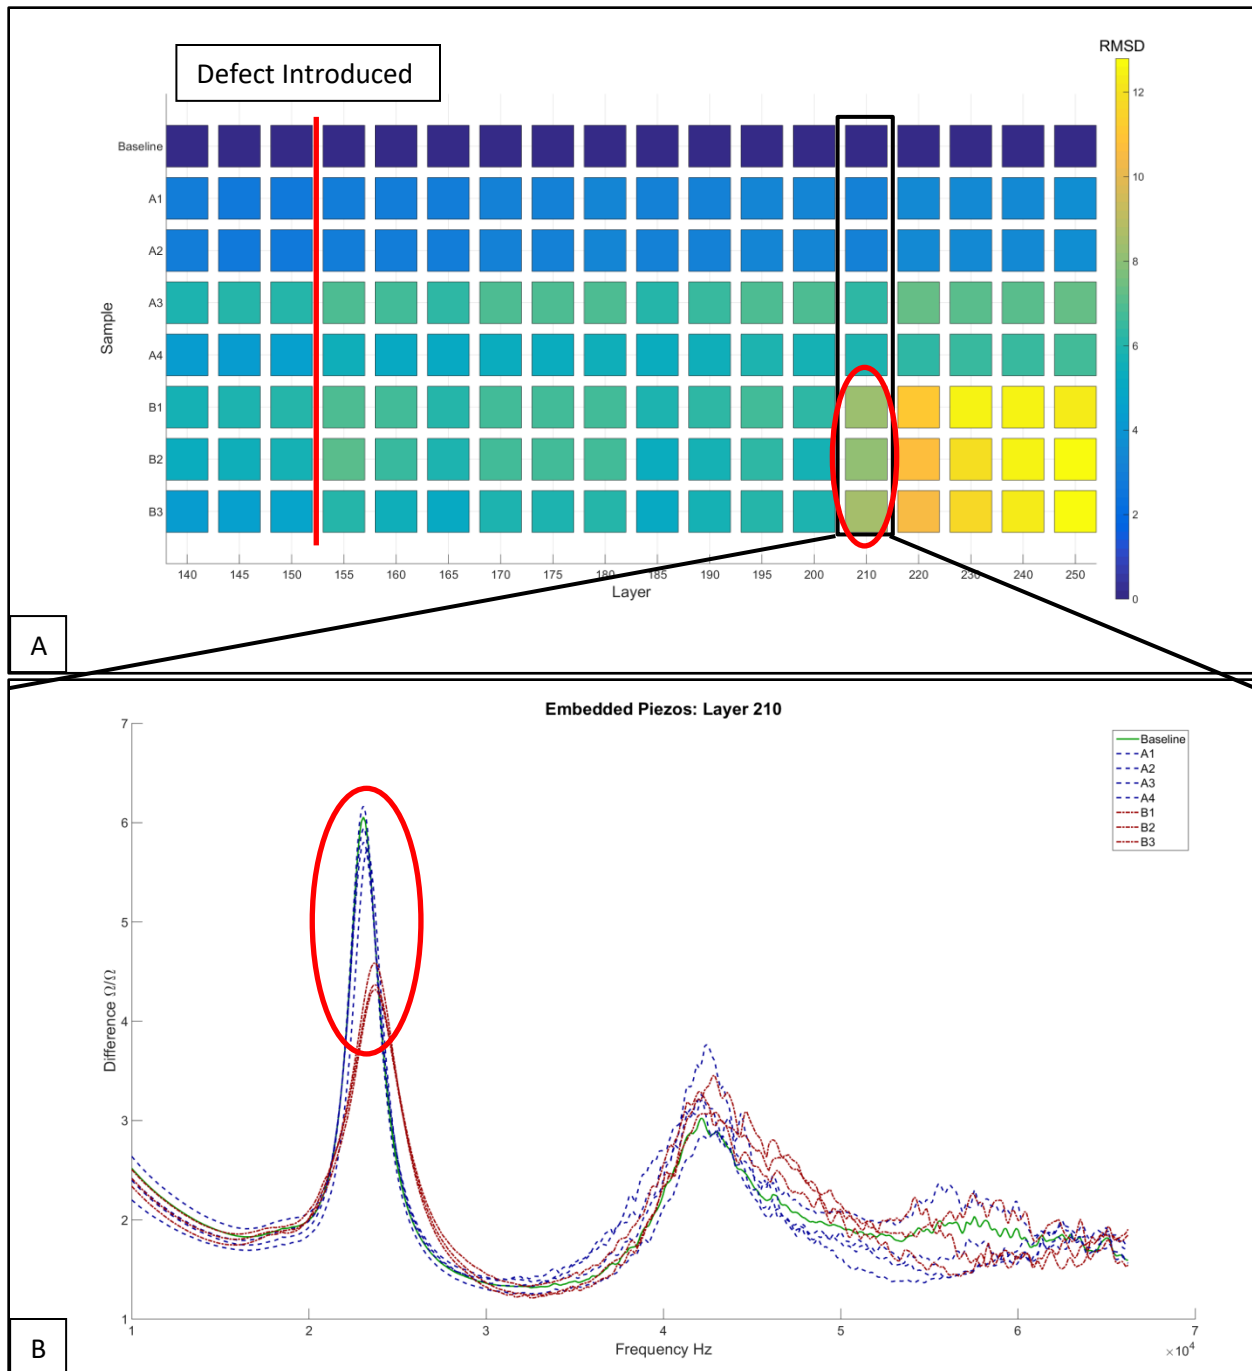 Defect Introduced
RMSD
12
10
8
6
4
2
0
Baseline
A1
A2
A3
A4
B1
B2
B3
Sample
140 145 150 155 160 165 170 175 180 185 190 195 200 210 220 230 240 250
Layer
A
Embedded Piezos: Layer 210
7
6
5
4
3
2
1
Difference Ω/Ω
Baseline
A1
A2
A3
A4
B1
B2
B3
1 2 3 4 5 6 7
Frequency Hz
×10⁴
B